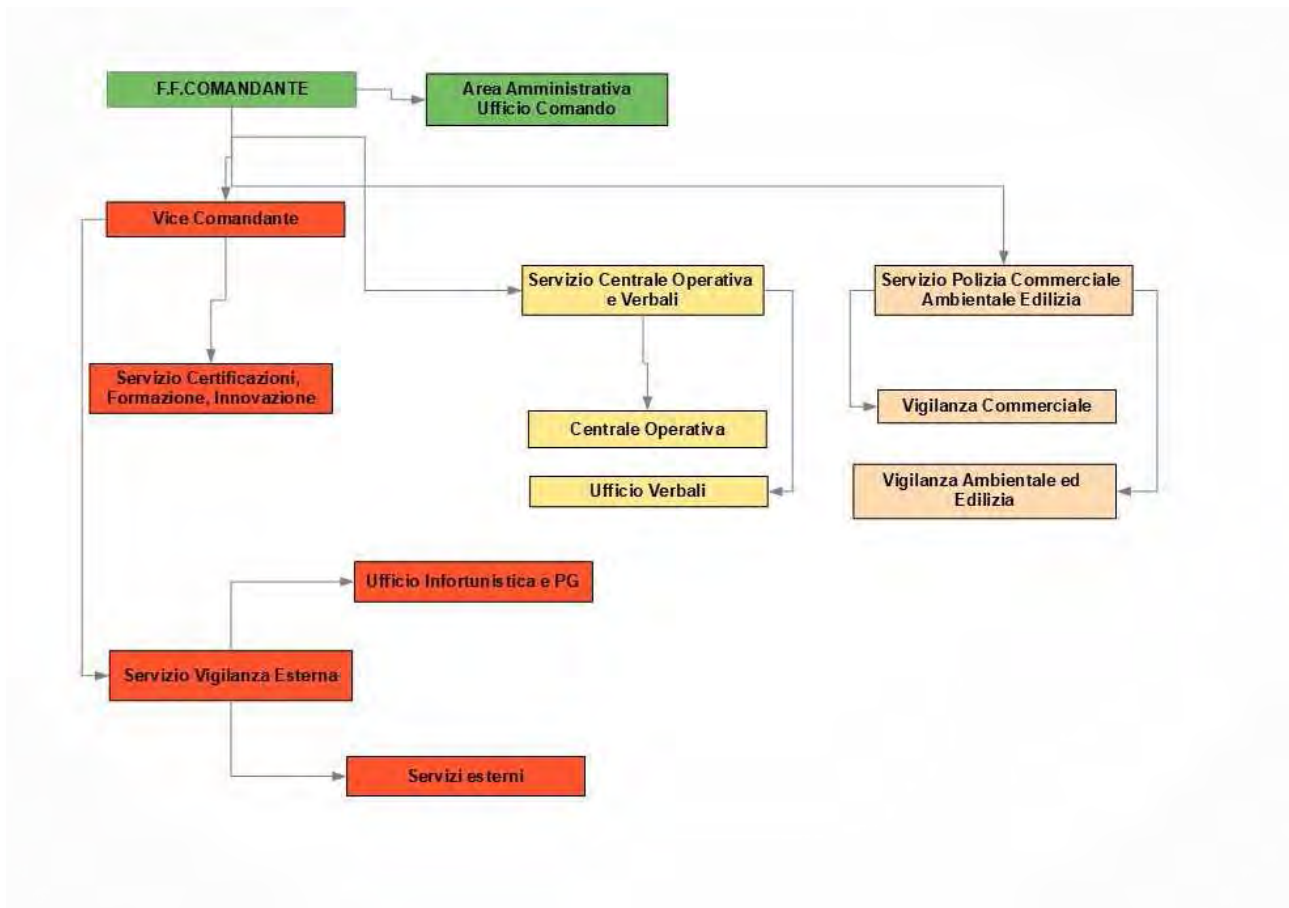 F.F.COMANDANTE
Area Amministrativa
Ufficio Comando
Vice Comandante
Servizio Centrale Operativa
e Verbali
Servizio Polizia Commerciale
Ambientale Edilizia
Servizio Certificazioni,
Formazione, Innovazione
Vigilanza Commerciale
Centrale Operativa
Ufficio Verbali
Vigilanza Ambientale ed
Edilizia
Ufficio Infortunistica e PG
Servizio Vigilanza Esterna
Servizi esterni